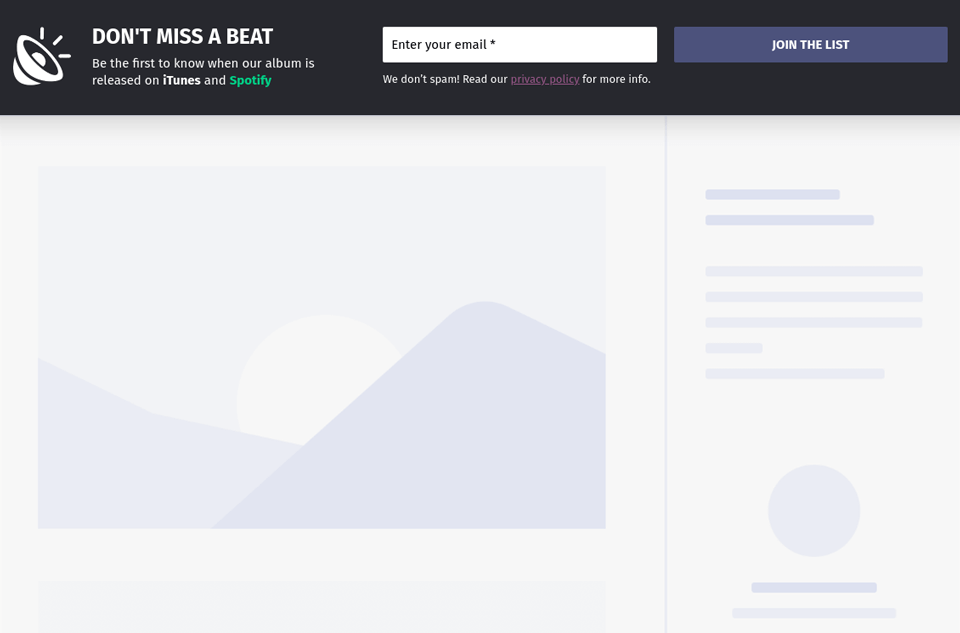 DON'T MISS A BEAT
Be the first to know when our album is
released on iTunes and Spotify
Enter your email *
We don't spam! Read our privacy policy for more info.
JOIN THE LIST